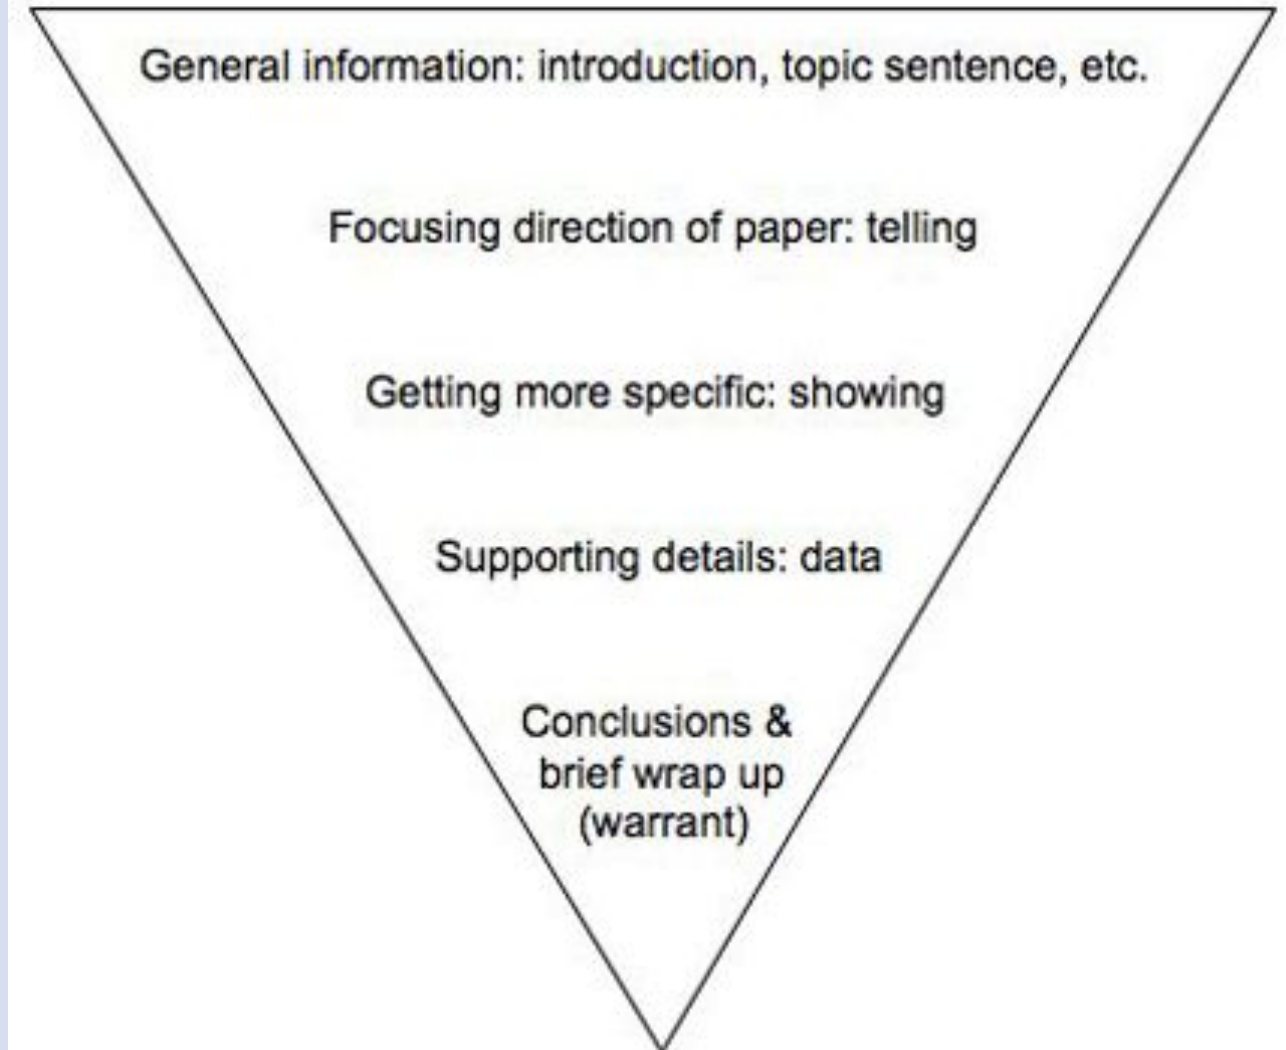 General information: introduction, topic sentence, etc.
Focusing direction of paper: telling
Getting more specific: showing
Supporting details: data
Conclusions &
brief wrap up
(warrant)